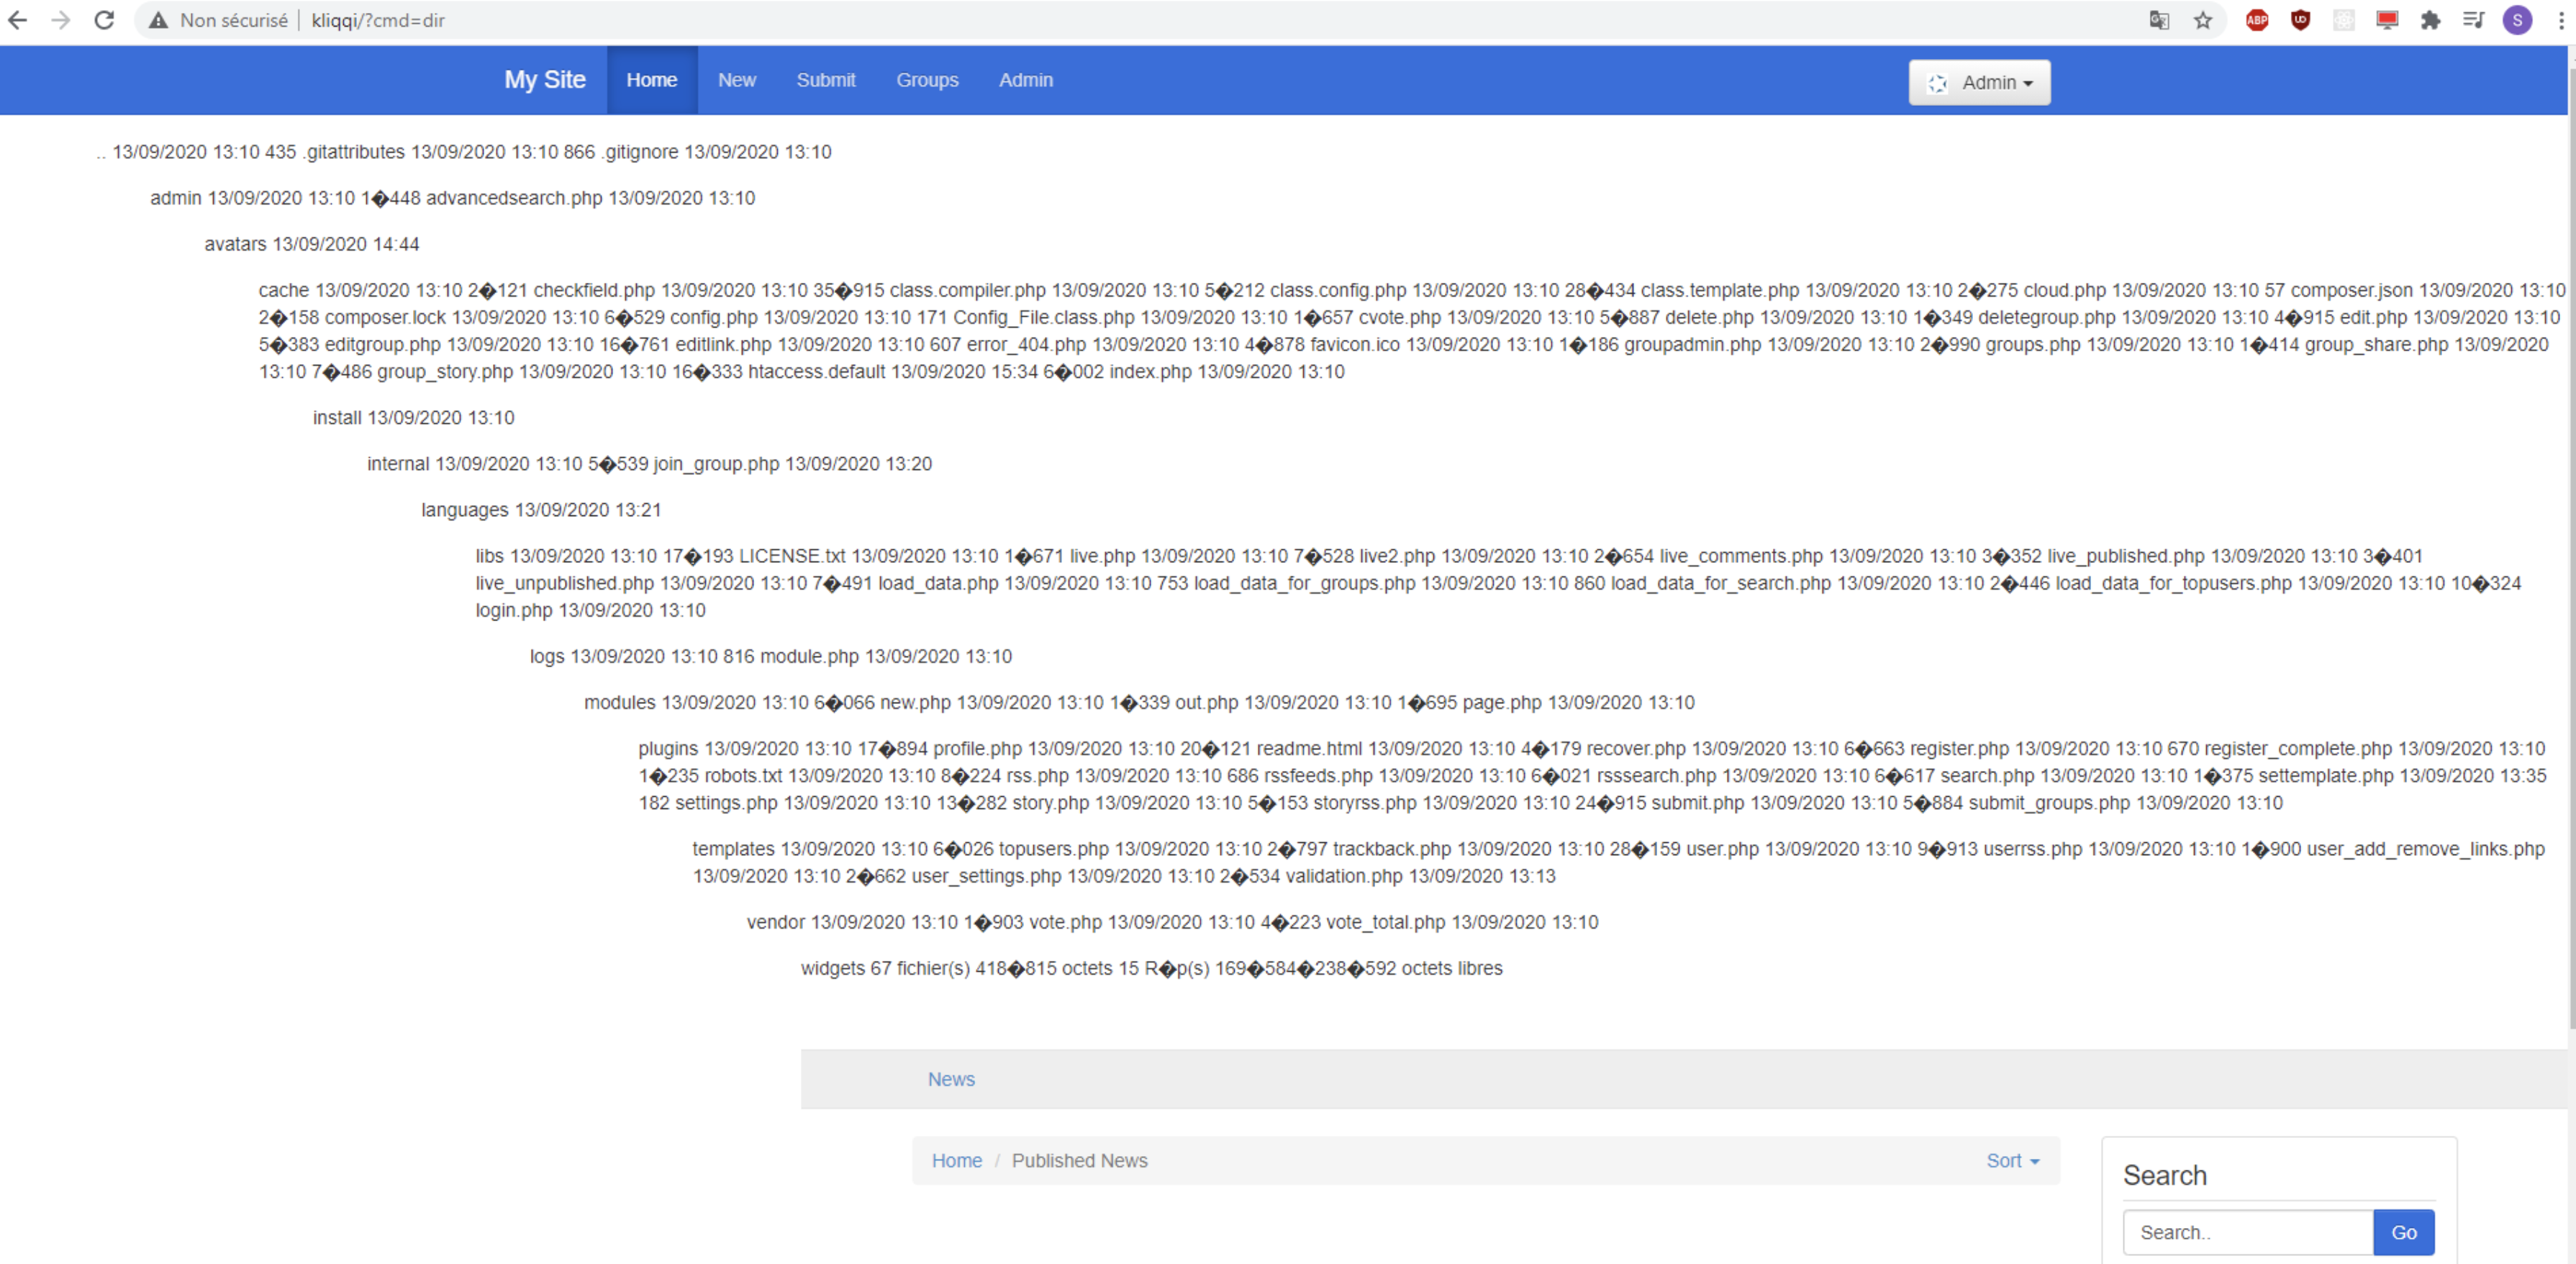 Non sécurisé kliqqi/?cmd=dir
ABP UD S
My Site Home New Submit Groups Admin Admin
.. 13/09/2020 13:10 435 .gitattributes 13/09/2020 13:10 866 .gitignore 13/09/2020 13:10
admin 13/09/2020 13:10 1�448 advancedsearch.php 13/09/2020 13:10
avatars 13/09/2020 14:44
cache 13/09/2020 13:10 2�121 checkfield.php 13/09/2020 13:10 35�915 class.compiler.php 13/09/2020 13:10 5�212 class.config.php 13/09/2020 13:10 28�434 class.template.php 13/09/2020 13:10 2�275 cloud.php 13/09/2020 13:10 57 composer.json 13/09/2020 13:10
2�158 composer.lock 13/09/2020 13:10 6�529 config.php 13/09/2020 13:10 171 Config_File.class.php 13/09/2020 13:10 1�657 cvote.php 13/09/2020 13:10 5�887 delete.php 13/09/2020 13:10 1�349 deletegroup.php 13/09/2020 13:10 4�915 edit.php 13/09/2020 13:10
5�383 editgroup.php 13/09/2020 13:10 16�761 editlink.php 13/09/2020 13:10 607 error_404.php 13/09/2020 13:10 4�878 favicon.ico 13/09/2020 13:10 1�186 groupadmin.php 13/09/2020 13:10 2�990 groups.php 13/09/2020 13:10 1�414 group_share.php 13/09/2020
13:10 7�486 group_story.php 13/09/2020 13:10 16�333 htaccess.default 13/09/2020 15:34 6�002 index.php 13/09/2020 13:10
install 13/09/2020 13:10
internal 13/09/2020 13:10 5�539 join_group.php 13/09/2020 13:20
languages 13/09/2020 13:21
libs 13/09/2020 13:10 17�193 LICENSE.txt 13/09/2020 13:10 1�671 live.php 13/09/2020 13:10 7�528 live2.php 13/09/2020 13:10 2�654 live_comments.php 13/09/2020 13:10 3�352 live_published.php 13/09/2020 13:10 3�401
live_unpublished.php 13/09/2020 13:10 7�491 load_data.php 13/09/2020 13:10 753 load_data_for_groups.php 13/09/2020 13:10 860 load_data_for_search.php 13/09/2020 13:10 2�446 load_data_for_topusers.php 13/09/2020 13:10 10�324
login.php 13/09/2020 13:10
logs 13/09/2020 13:10 816 module.php 13/09/2020 13:10
modules 13/09/2020 13:10 6�066 new.php 13/09/2020 13:10 1�339 out.php 13/09/2020 13:10 1�695 page.php 13/09/2020 13:10
plugins 13/09/2020 13:10 17�894 profile.php 13/09/2020 13:10 20�121 readme.html 13/09/2020 13:10 4�179 recover.php 13/09/2020 13:10 6�663 register.php 13/09/2020 13:10 670 register_complete.php 13/09/2020 13:10
1�235 robots.txt 13/09/2020 13:10 8�224 rss.php 13/09/2020 13:10 686 rssfeeds.php 13/09/2020 13:10 6�021 rsssearch.php 13/09/2020 13:10 6�617 search.php 13/09/2020 13:10 1�375 settemplate.php 13/09/2020 13:35
182 settings.php 13/09/2020 13:10 13�282 story.php 13/09/2020 13:10 5�153 storyrss.php 13/09/2020 13:10 24�915 submit.php 13/09/2020 13:10 5�884 submit_groups.php 13/09/2020 13:10
templates 13/09/2020 13:10 6�026 topusers.php 13/09/2020 13:10 2�797 trackback.php 13/09/2020 13:10 28�159 user.php 13/09/2020 13:10 9�913 userrss.php 13/09/2020 13:10 1�900 user_add_remove_links.php
13/09/2020 13:10 2�662 user_settings.php 13/09/2020 13:10 2�534 validation.php 13/09/2020 13:13
vendor 13/09/2020 13:10 1�903 vote.php 13/09/2020 13:10 4�223 vote_total.php 13/09/2020 13:10
widgets 67 fichier(s) 418�815 octets 15 R�p(s) 169�584�238�592 octets libres
News
Home / Published News Sort
Search
Search.. Go